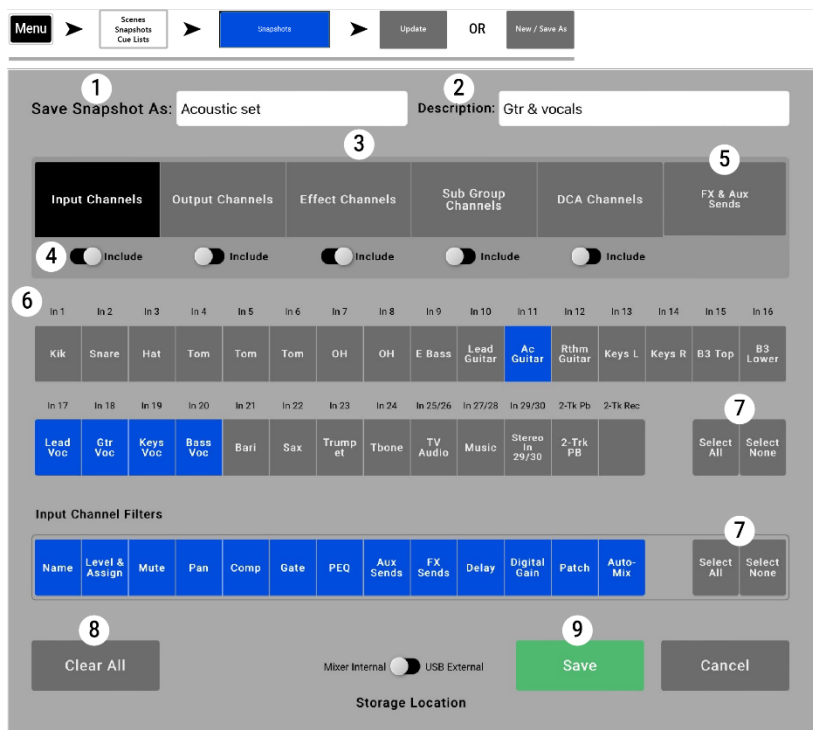 Menu
Scenes
Snapshots
Cue Lists
Snapshots
Update
OR
New / Save As
1
2
Save Snapshot As: Acoustic set
Description: Gtr & vocals
3
5
Input Channels
Output Channels
Effect Channels
Sub Group
Channels
DCA Channels
FX & Aux
Sends
4
Include
Include
Include
Include
Include
6
In 1 In 2 In 3 In 4 In 5 In 6 In 7 In 8 In 9 In 10 In 11 In 12 In 13 In 14 In 15 In 16
Kik
Snare
Hat
Tom
Tom
Tom
OH
OH
E Bass
Lead
Guitar
Ac
Guitar
Rthm
Guitar
Keys L
Keys R
B3 Top
B3
Lower
In 17 In 18 In 19 In 20 In 21 In 22 In 23 In 24 In 25/26 In 27/28 In 29/30 2-Tk Pb 2-Tk Rec
7
Lead
Voc
Gtr
Voc
Keys
Voc
Bass
Voc
Bari
Sax
Trump
et
Tbone
TV
Audio
Music
Stereo
In
29/30
2-Trk
PB
Select
All
Select
None
Input Channel Filters
7
Name
Level &
Assign
Mute
Pan
Comp
Gate
PEQ
Aux
Sends
FX
Sends
Delay
Digital
Gain
Patch
Auto-
Mix
Select
All
Select
None
8
9
Clear All
Mixer Internal
USB External
Save
Cancel
Storage Location